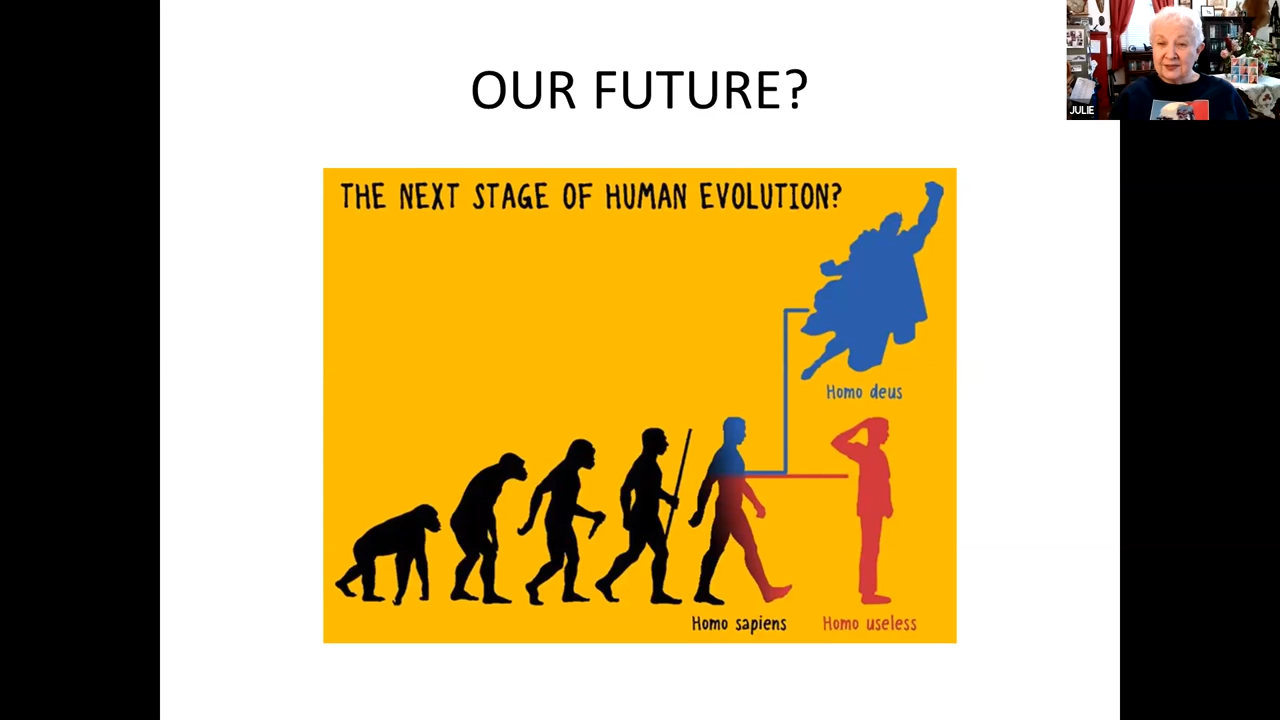 OUR FUTURE?
JULIE
THE NEXT STAGE OF HUMAN EVOLUTION?
Homo deus
Homo sapiens
Homo useless